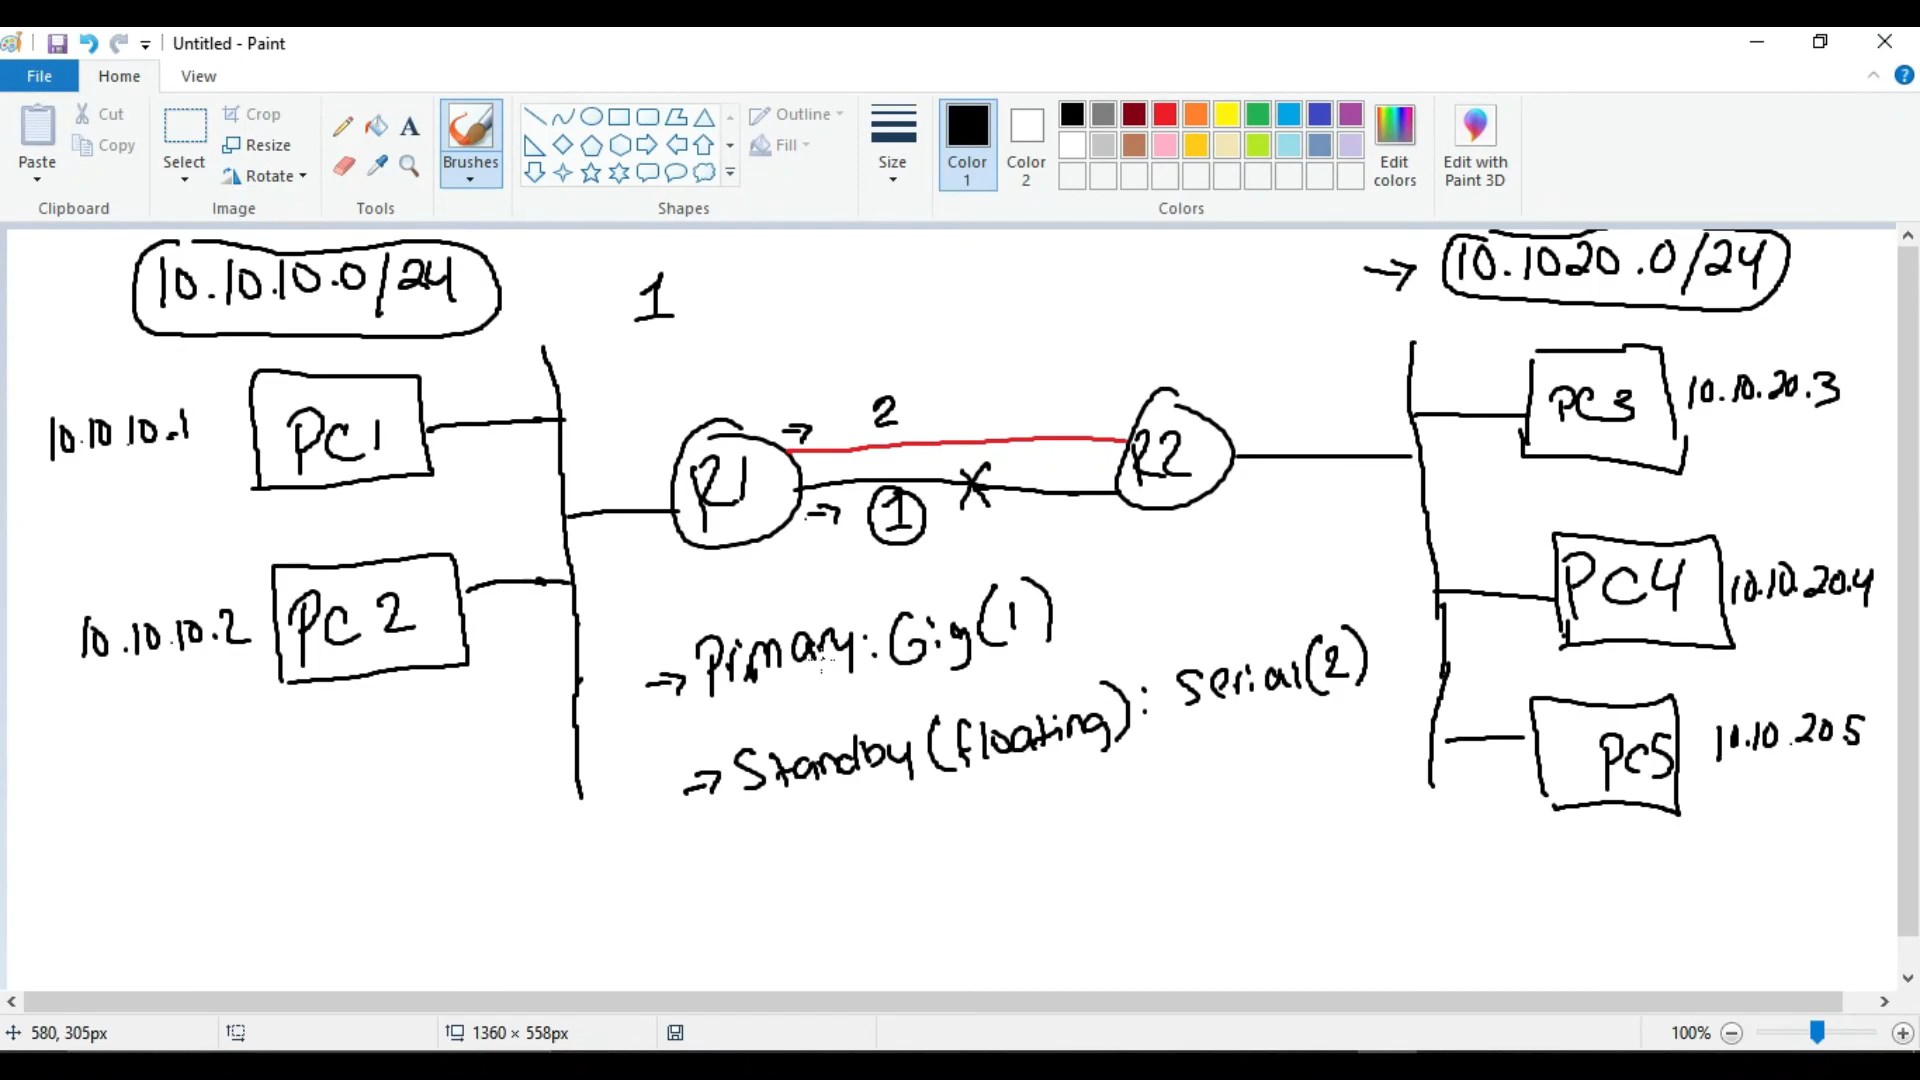 Untitled - Paint
File
Home
View
Paste
Cut
Copy
Clipboard
Select
Crop
Resize
Rotate
Image
Tools
Brushes
Outline
Fill
Shapes
Size
Color 1
Color 2
Edit colors
Edit with Paint 3D
Colors
10.10.10.0/24
1
→ 10.1020.0/24
10.10 10.1
PC1
R1
→ 2
→ 1
X
R2
PC3
10.10.20.3
10.10.10.2
PC 2
PC4
10.10.20.4
→ Primary: Gig(1)
→ Standby(floating): Serial(2)
PC5
10.10.205
580, 305px
1360 × 558px
100%